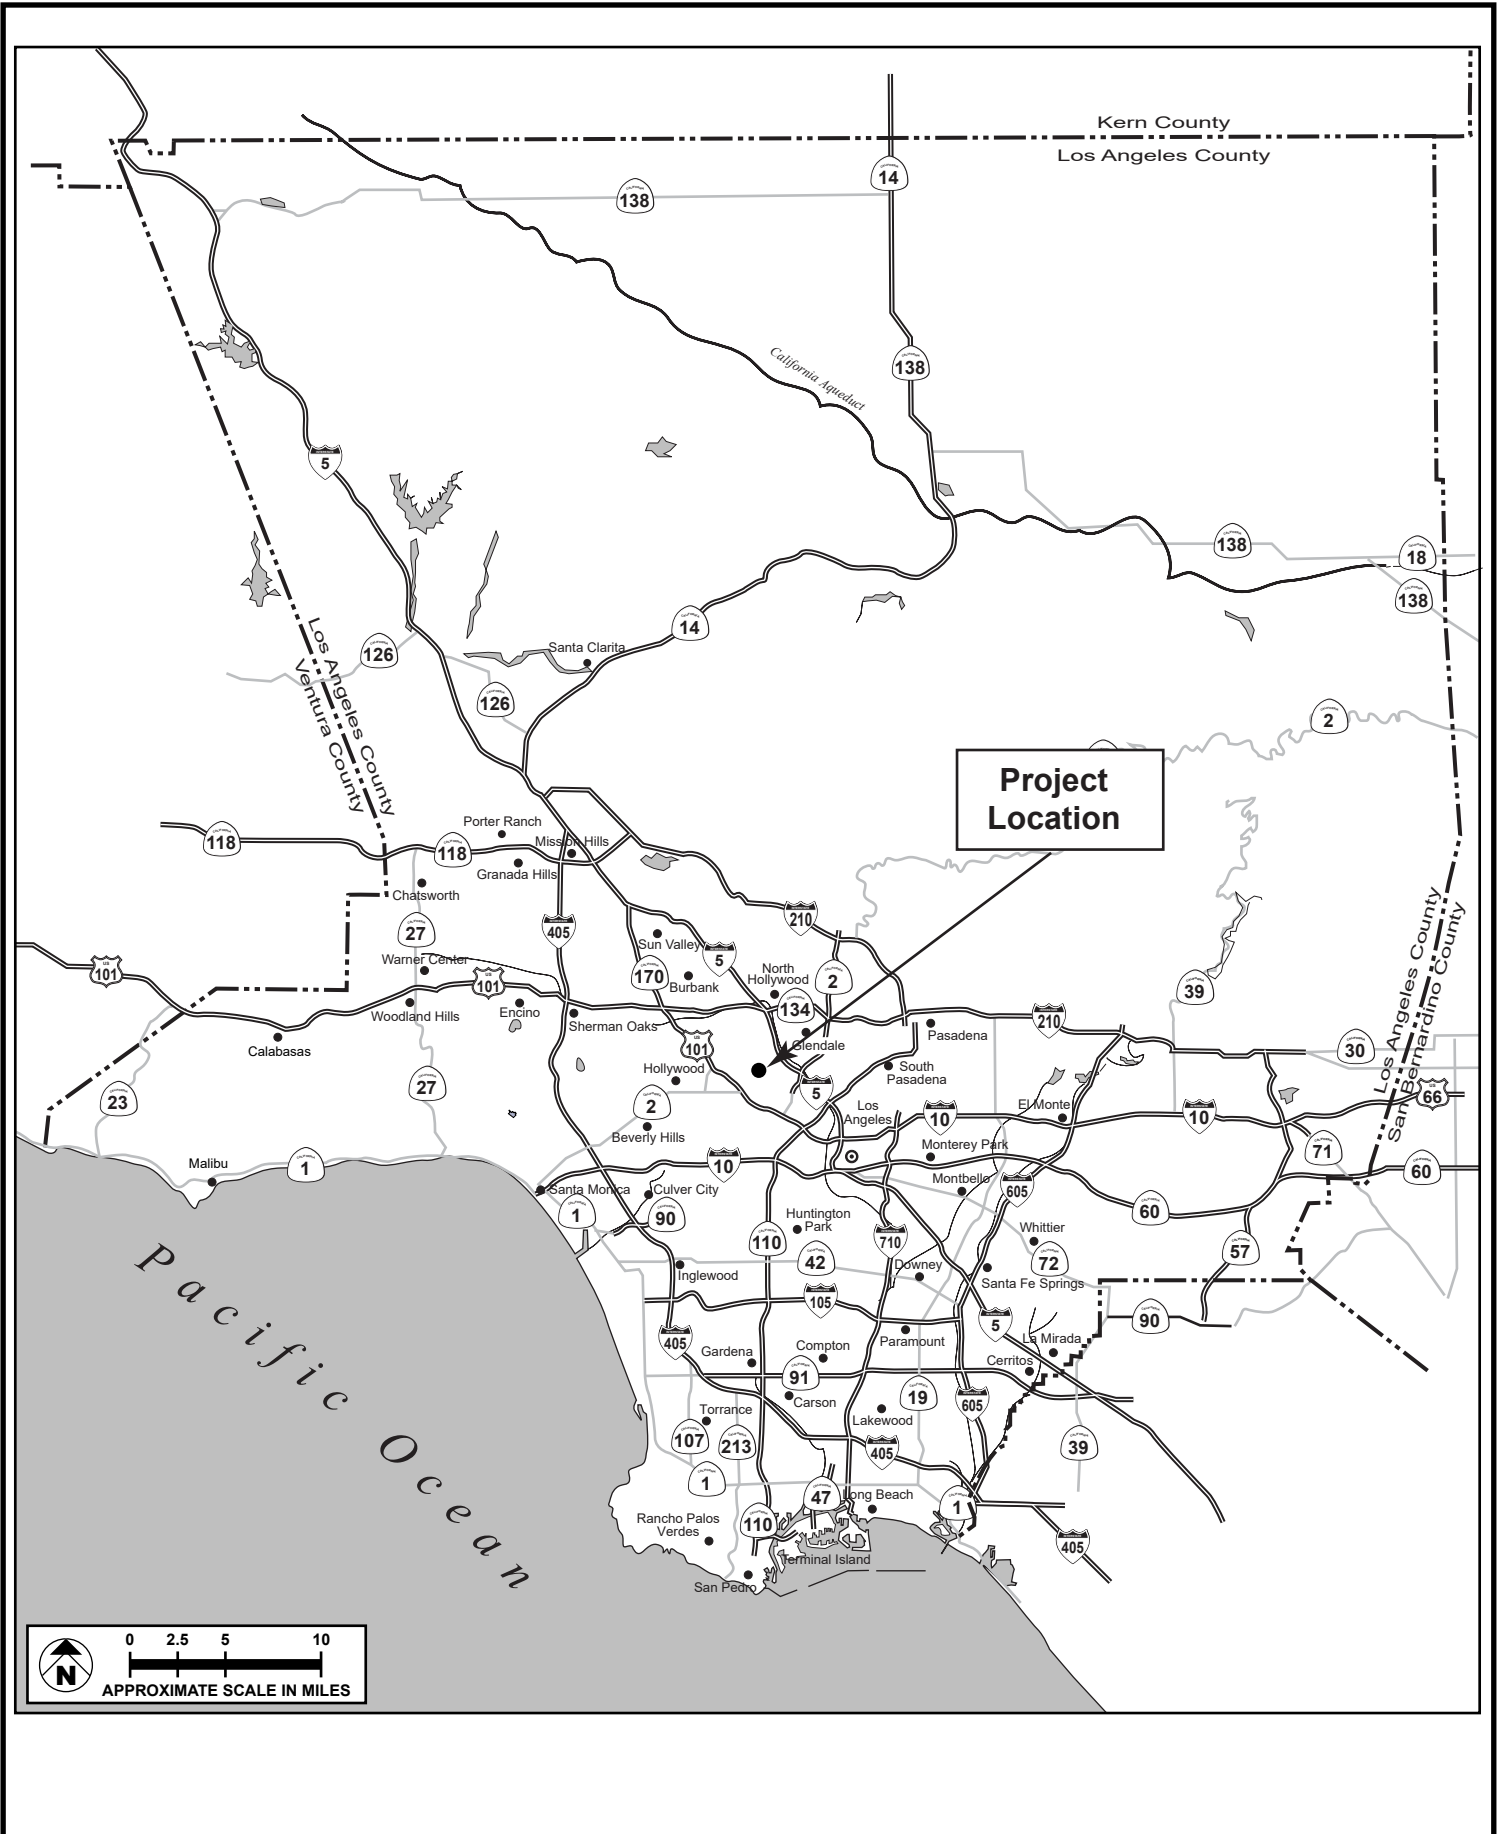 Kern County
Los Angeles County
14
138
138
California Aqueduct
5
138
18
138
14
126
Santa Clarita
126
Los Angeles County
Ventura County
2
Project
Location
Porter Ranch
118
118
Mission Hills
Granada Hills
Chatsworth
210
27
405
Sun Valley
5
Warner Center
US
101
US
101
170
Burbank
North
Hollywood
2
39
Los Angeles County
San Bernardino County
Woodland Hills
Encino
Sherman Oaks
134
210
Pasadena
Calabasas
US
101
Glendale
30
Hollywood
South
Pasadena
23
27
5
US
66
2
Los
Angeles
El Monte
10
10
Beverly Hills
Monterey Park
71
Malibu
1
10
60
Santa Monica
Culver City
Montbello
605
1
90
60
Huntington
Park
110
710
Whittier
72
57
42
Downey
Inglewood
Santa Fe Springs
105
90
5
405
Paramount
La Mirada
Gardena
Compton
Cerritos
91
Carson
19
605
Torrance
Lakewood
107
213
405
39
1
47
Long Beach
1
Rancho Palos
Verdes
110
405
Terminal Island
San Pedro
Pacific Ocean
0 2.5 5 10
N
APPROXIMATE SCALE IN MILES